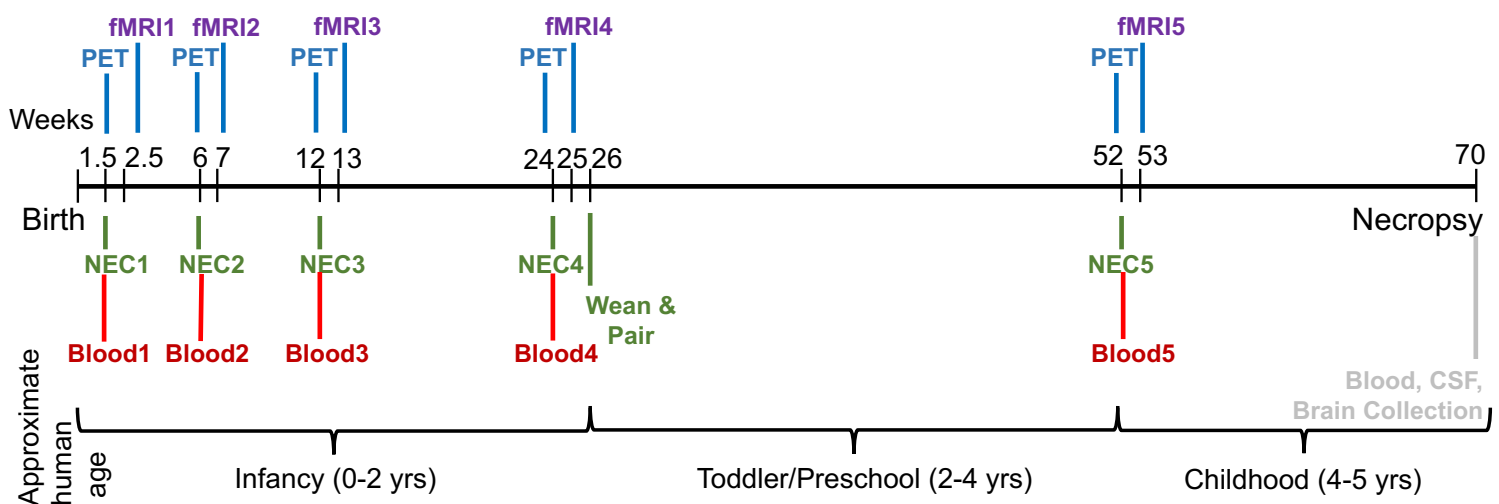 fMRI1 fMRI2 fMRI3 fMRI4 fMRI5
PET PET PET PET PET
Weeks
1.5 2.5 6 7 12 13 24 25 26 52 53 70
Birth
Necropsy
NEC1 NEC2 NEC3 NEC4 NEC5
Wean &
Pair
Blood1 Blood2 Blood3 Blood4 Blood5
Blood, CSF,
Brain Collection
Approximate
human
age
Infancy (0-2 yrs)
Toddler/Preschool (2-4 yrs)
Childhood (4-5 yrs)